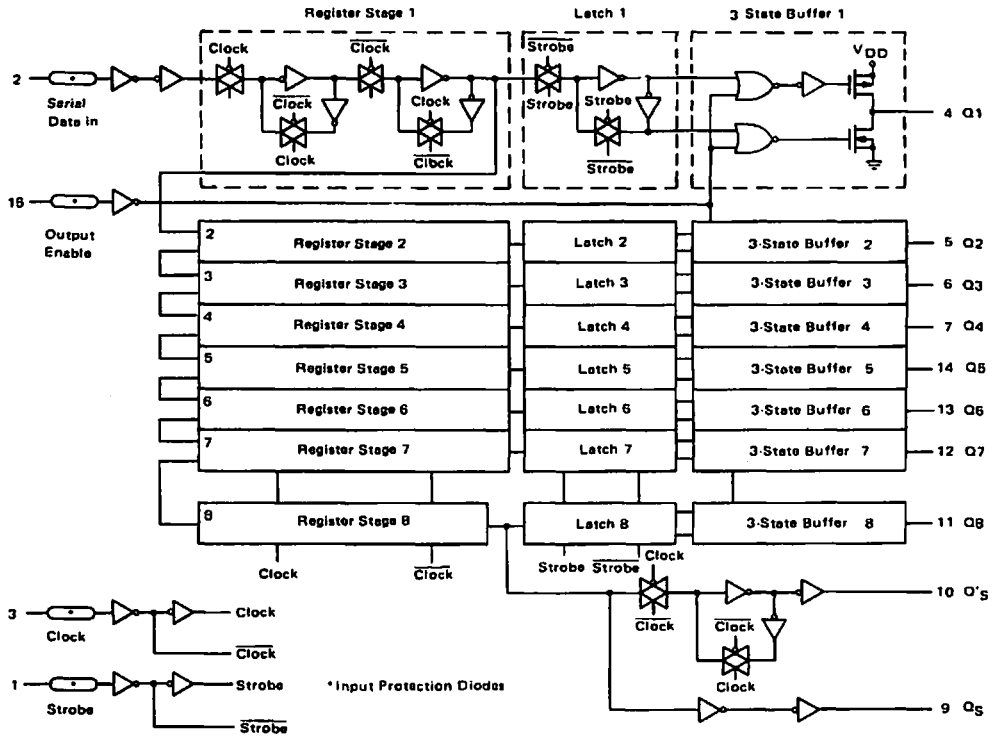 Register Stage 1
Latch 1
3 State Buffer 1
Clock
Clock
Strobe
VDD
2
Serial
Data In
Clock
Clock
Strobe
Strobe
4 Q1
Clock
Clock
Strobe
15
Output
Enable
2 Register Stage 2 Latch 2 3-State Buffer 2 5 Q2
3 Register Stage 3 Latch 3 3-State Buffer 3 6 Q3
4 Register Stage 4 Latch 4 3-State Buffer 4 7 Q4
5 Register Stage 5 Latch 5 3-State Buffer 5 14 Q5
6 Register Stage 6 Latch 6 3-State Buffer 6 13 Q6
7 Register Stage 7 Latch 7 3-State Buffer 7 12 Q7
8 Register Stage 8 Latch 8 3-State Buffer 8 11 Q8
Clock
Clock
Strobe
Strobe
Clock
10 Q'S
Clock
Clock
Clock
3
Clock
Clock
Clock
1
Strobe
Strobe
Strobe
*Input Protection Diodes
9 QS